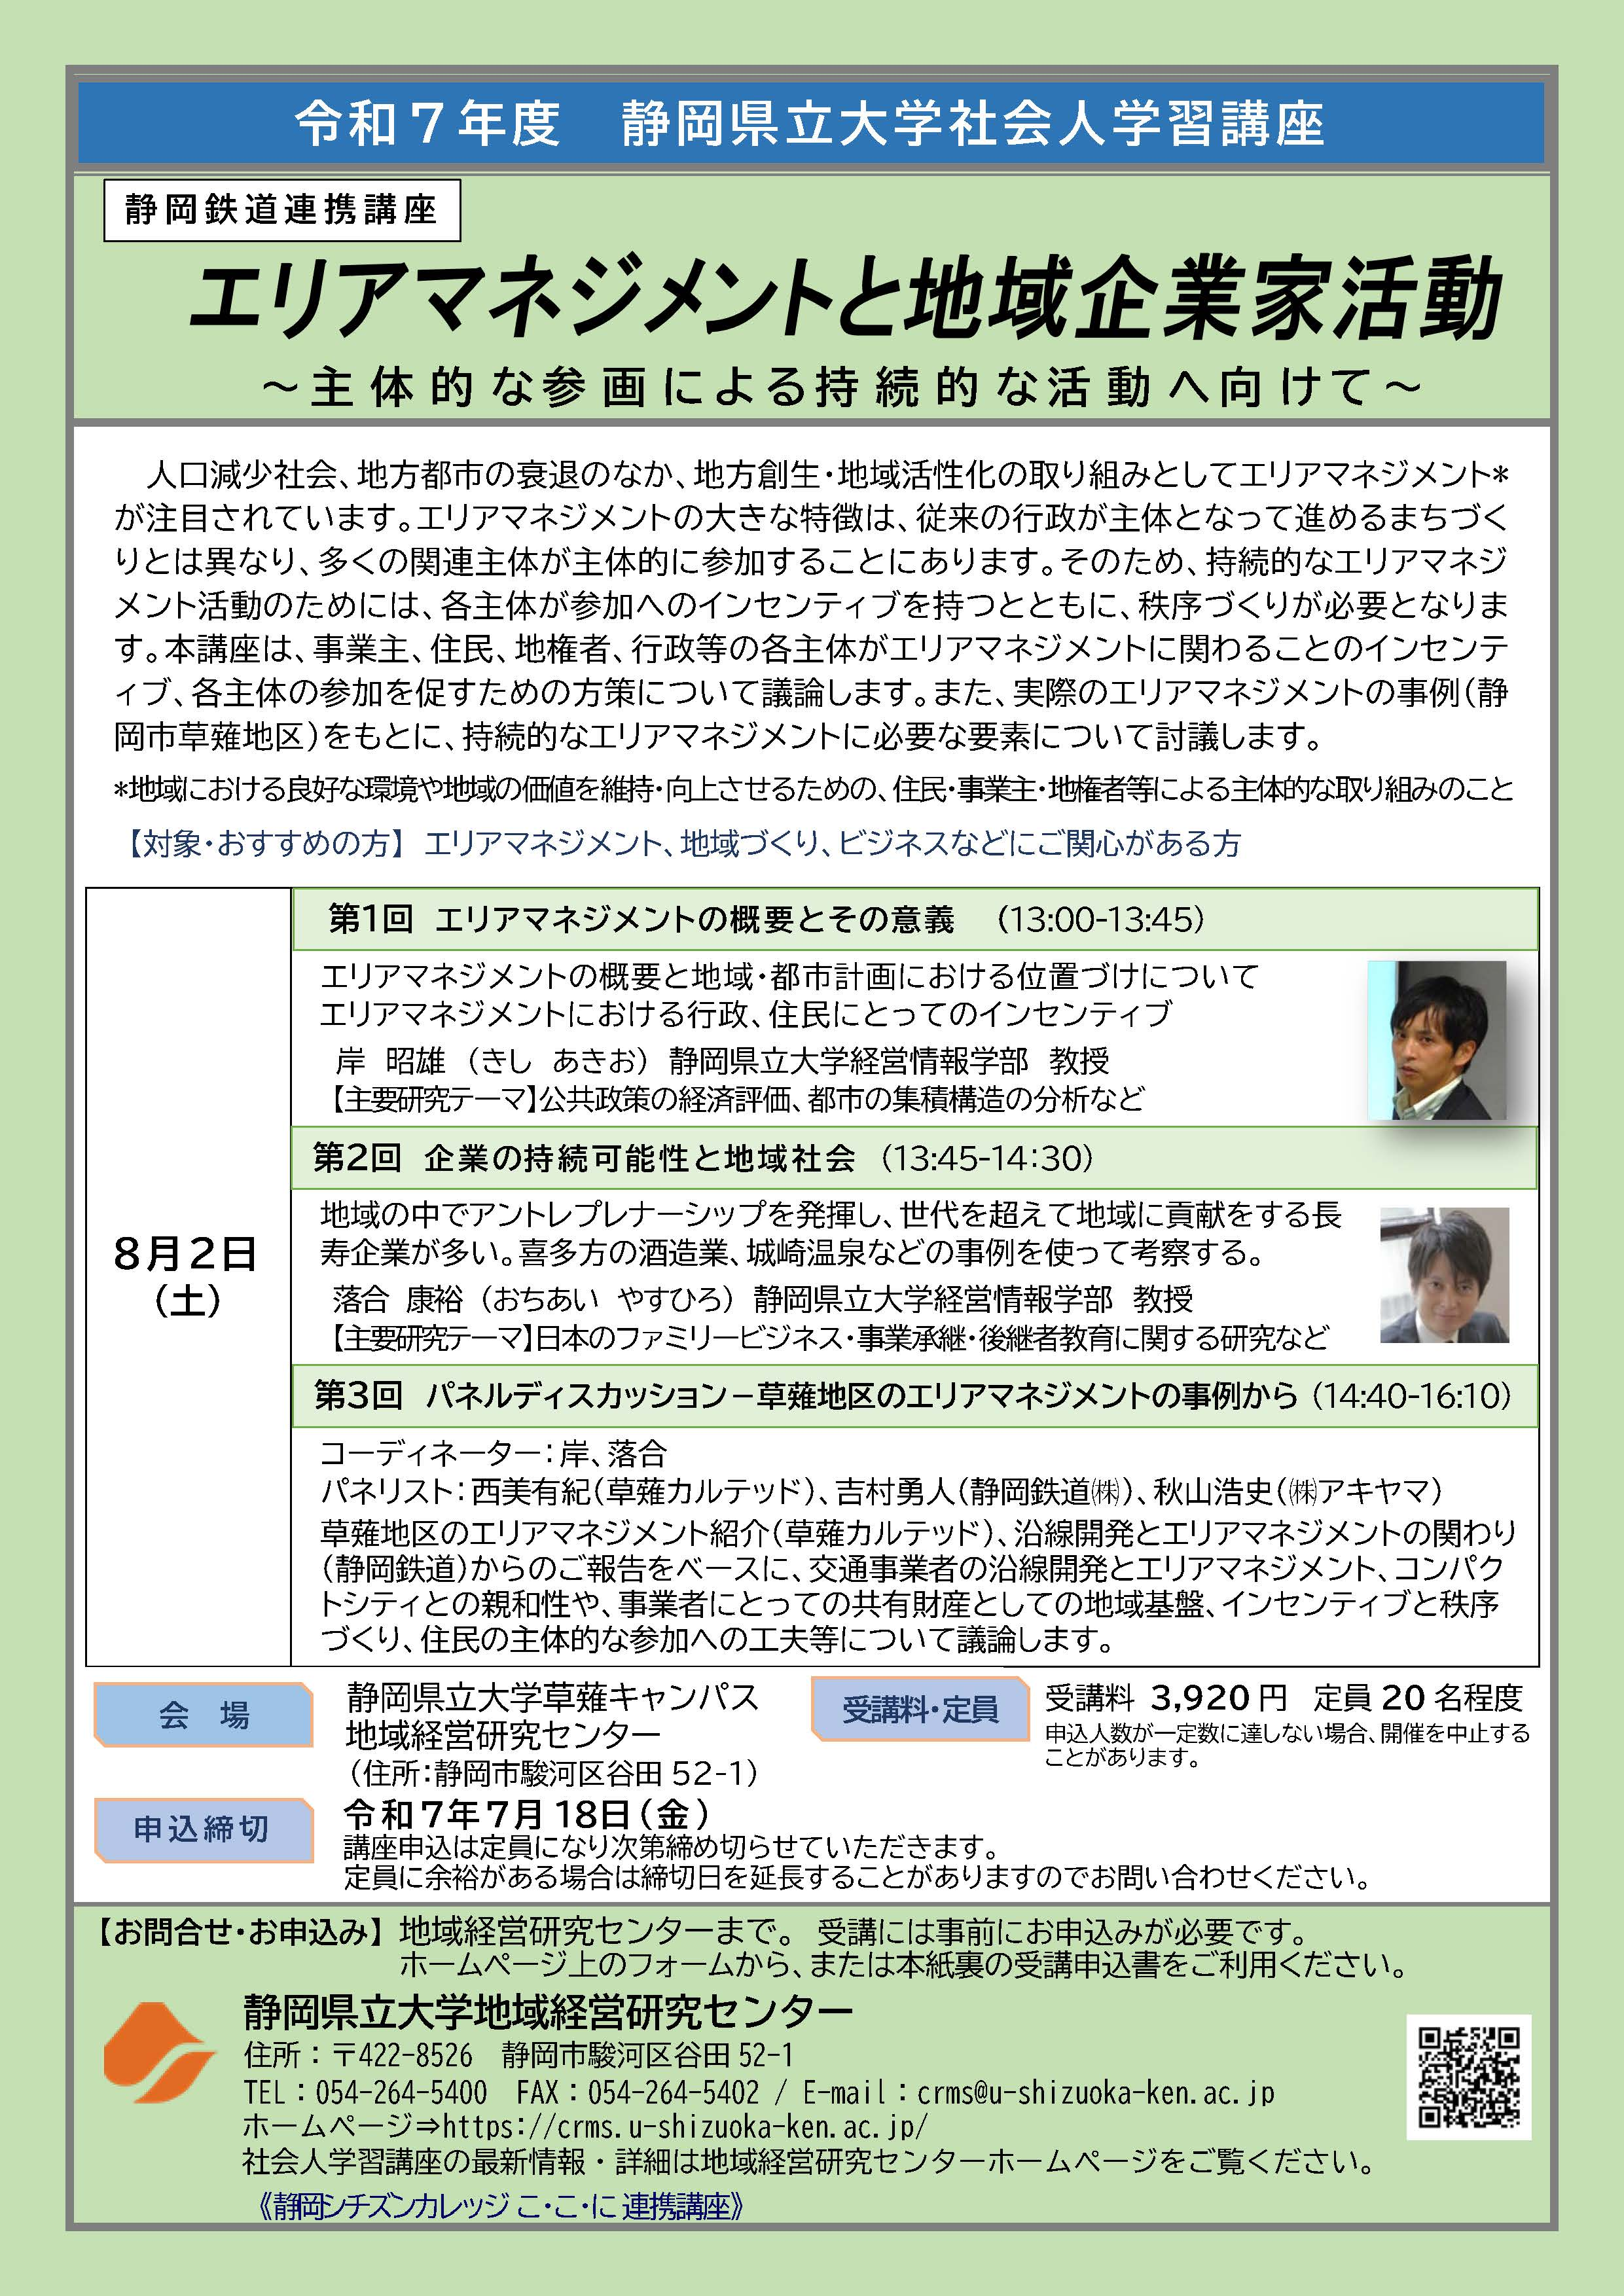 令和７年度　静岡県立大学社会人学習講座
静岡鉄道連携講座
エリアマネジメントと地域企業家活動
～主体的な参画による持続的な活動へ向けて～
人口減少社会、地方都市の衰退のなか、地方創生・地域活性化の取り組みとしてエリアマネジメント*
が注目されています。エリアマネジメントの大きな特徴は、従来の行政が主体となって進めるまちづく
りとは異なり、多くの関連主体が主体的に参加することにあります。そのため、持続的なエリアマネジ
メント活動のためには、各主体が参加へのインセンティブを持つとともに、秩序づくりが必要となりま
す。本講座は、事業主、住民、地権者、行政等の各主体がエリアマネジメントに関わることのインセンテ
ィブ、各主体の参加を促すための方策について議論します。また、実際のエリアマネジメントの事例（静
岡市草薙地区）をもとに、持続的なエリアマネジメントに必要な要素について討議します。
*地域における良好な環境や地域の価値を維持・向上させるための、住民・事業主・地権者等による主体的な取り組みのこと
【対象・おすすめの方】エリアマネジメント、地域づくり、ビジネスなどにご関心がある方
8月2日
（土）
第1回　エリアマネジメントの概要とその意義　（13:00-13:45）
エリアマネジメントの概要と地域・都市計画における位置づけについて
エリアマネジメントにおける行政、住民にとってのインセンティブ
岸　昭雄（きし　あきお）静岡県立大学経営情報学部　教授
【主要研究テーマ】公共政策の経済評価、都市の集積構造の分析など
第2回　企業の持続可能性と地域社会　（13:45-14:30）
地域の中でアントレプレナーシップを発揮し、世代を超えて地域に貢献をする長
寿企業が多い。喜多方の酒造業、城崎温泉などの事例を使って考察する。
落合　康裕（おちあい　やすひろ）静岡県立大学経営情報学部　教授
【主要研究テーマ】日本のファミリービジネス・事業承継・後継者教育に関する研究など
第3回　パネルディスカッション－草薙地区のエリアマネジメントの事例から（14:40-16:10）
コーディネーター：岸、落合
パネリスト：西美有紀（草薙カルテッド）、吉村勇人（静岡鉄道㈱）、秋山浩史（㈱アキヤマ）
草薙地区のエリアマネジメント紹介（草薙カルテッド）、沿線開発とエリアマネジメントの関わり
（静岡鉄道）からのご報告をベースに、交通事業者の沿線開発とエリアマネジメント、コンパク
トシティとの親和性や、事業者にとっての共有財産としての地域基盤、インセンティブと秩序
づくり、住民の主体的な参加への工夫等について議論します。
会　場
静岡県立大学草薙キャンパス
地域経営研究センター
（住所：静岡市駿河区谷田 52-1）
受講料・定員
受講料 3,920 円　定員 20 名程度
申込人数が一定数に達しない場合、開催を中止する
ことがあります。
申込締切
令和7年7月18日（金）
講座申込は定員になり次第締め切らせていただきます。
定員に余裕がある場合は締切日を延長することがありますのでお問い合わせください。
【お問合せ・お申込み】地域経営研究センターまで。 受講には事前にお申込みが必要です。
ホームページ上のフォームから、または本紙裏の受講申込書をご利用ください。
静岡県立大学地域経営研究センター
住所：〒422-8526　静岡市駿河区谷田 52-1
TEL：054-264-5400　FAX：054-264-5402 / E-mail：crms@u-shizuoka-ken.ac.jp
ホームページ⇒https://crms.u-shizuoka-ken.ac.jp/
社会人学習講座の最新情報・詳細は地域経営研究センターホームページをご覧ください。
《静岡シチズンカレッジ こ・こ・に 連携講座》